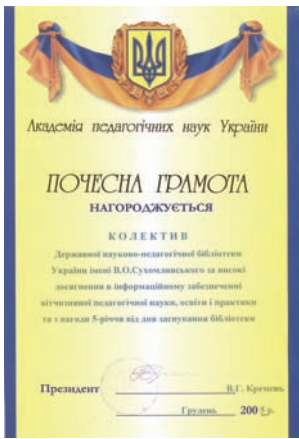 Академія педагогічних наук України
ПОЧЕСНА ГРАМОТА
НАГОРОДЖУЄТЬСЯ
КОЛЕКТИВ
Державної науково-педагогічної бібліотеки
України імені В.О.Сухомлинського за високі
досягнення в інформаційному забезпеченні
вітчизняної педагогічної науки, освіти і практики
та з нагоди 5-річчя від дня заснування бібліотеки
Президент В.Г. Кремень
Грудень 200 р.